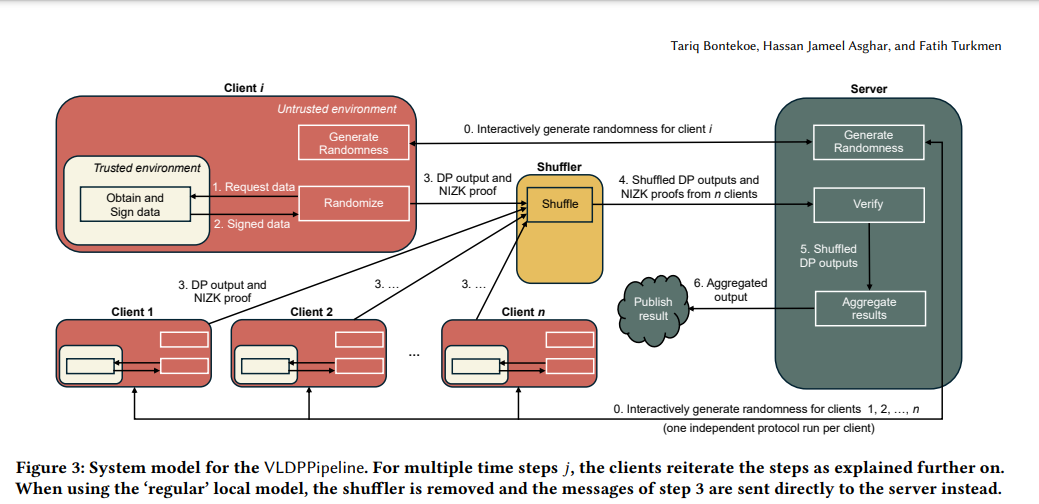 Tariq Bontekoe, Hassan Jameel Asghar, and Fatih Turkmen
Client i
Server
Untrusted environment
Generate
Randomness
0. Interactively generate randomness for client i
Generate
Randomness
Trusted environment
Obtain and
Sign data
1. Request data
2. Signed data
Randomize
3. DP output and
NIZK proof
Shuffler
Shuffle
4. Shuffled DP outputs and
NIZK proofs from n clients
Verify
5. Shuffled
DP outputs
3. DP output and
NIZK proof
3. ...
3. ...
6. Aggregated
output
Publish
result
Aggregate
results
Client 1
Client 2
Client n
...
0. Interactively generate randomness for clients 1, 2, ..., n
(one independent protocol run per client)
Figure 3: System model for the VLDPPipeline. For multiple time steps j, the clients reiterate the steps as explained further on.
When using the ‘regular’ local model, the shuffler is removed and the messages of step 3 are sent directly to the server instead.